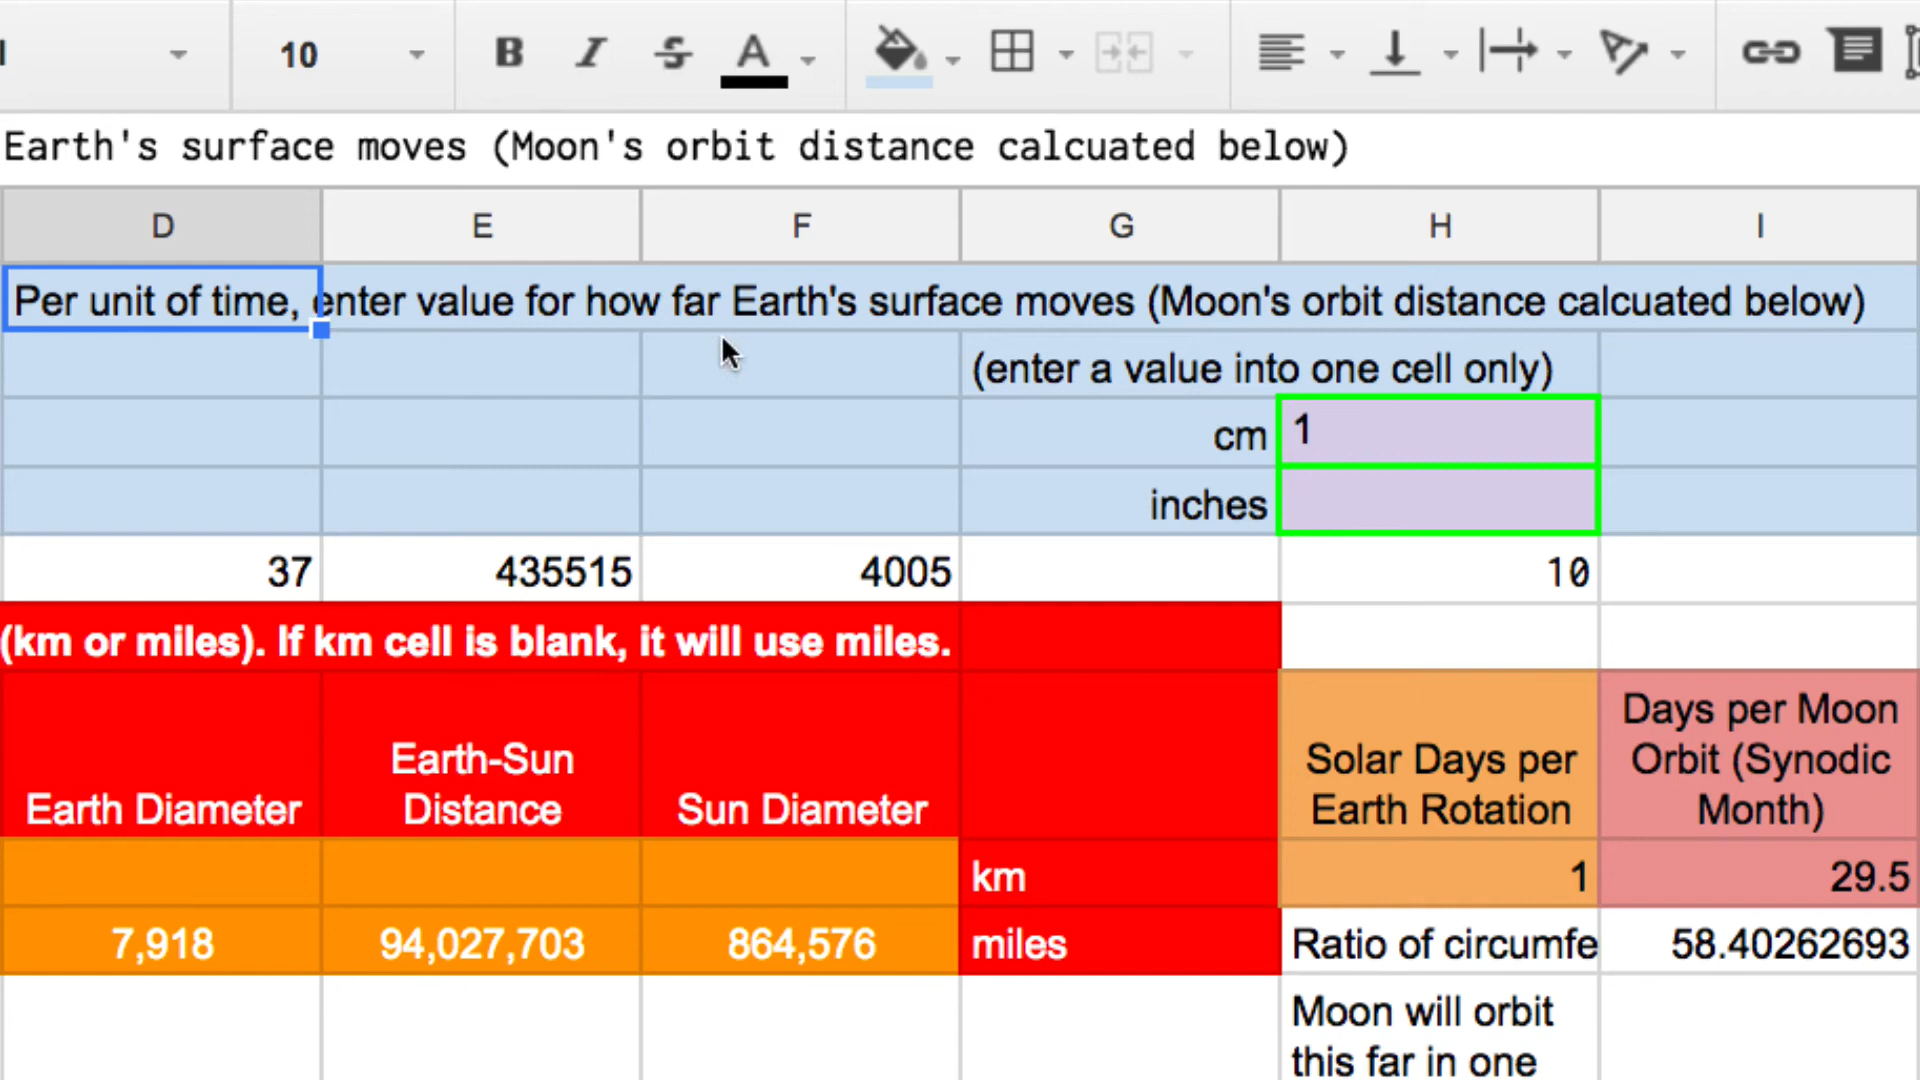 10 B I S A
Earth's surface moves (Moon's orbit distance calcuated below)
D E F G H I
Per unit of time, enter value for how far Earth's surface moves (Moon's orbit distance calcuated below)
(enter a value into one cell only)
cm 1
inches
37 435515 4005 10
(km or miles). If km cell is blank, it will use miles.
Earth Diameter
Earth-Sun
Distance
Sun Diameter
Solar Days per
Earth Rotation
Days per Moon
Orbit (Synodic
Month)
km 1 29.5
7,918 94,027,703 864,576 miles Ratio of circumfe 58.40262693
Moon will orbit
this far in one